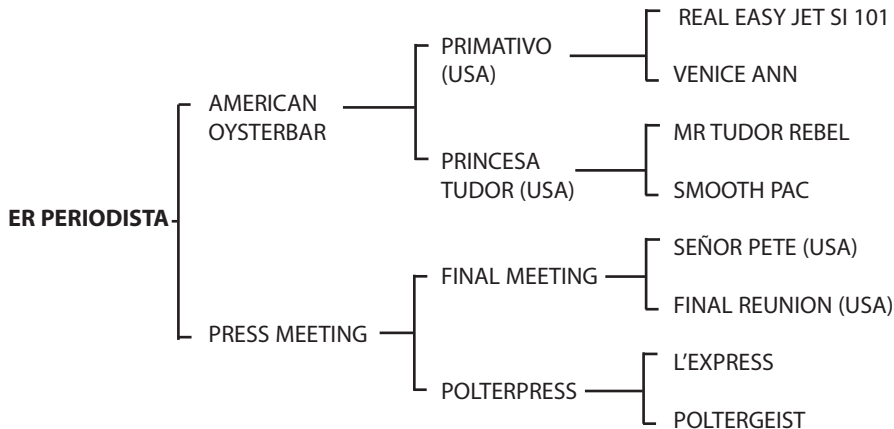 REAL EASY JET SI 101
PRIMATIVO
(USA)
VENICE ANN
AMERICAN
OYSTERBAR
MR TUDOR REBEL
PRINCESA
TUDOR (USA)
SMOOTH PAC
ER PERIODISTA
SEÑOR PETE (USA)
FINAL MEETING
FINAL REUNION (USA)
PRESS MEETING
L’EXPRESS
POLTERPRESS
POLTERGEIST